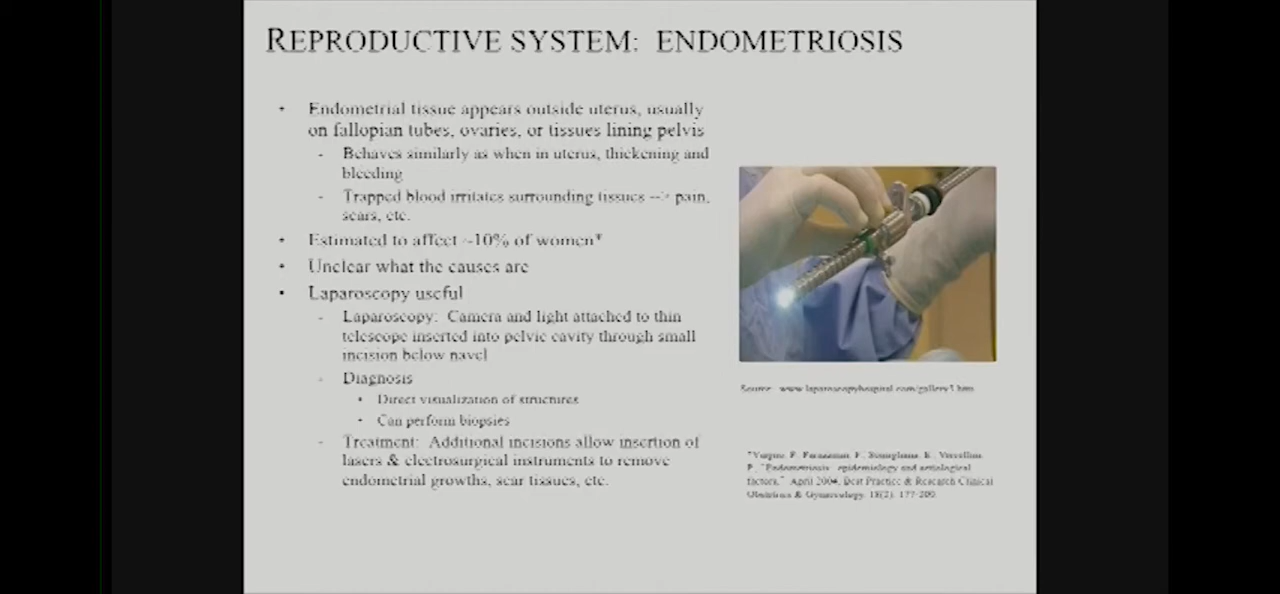 REPRODUCTIVE SYSTEM: ENDOMETRIOSIS
• Endometrial tissue appears outside uterus, usually
on fallopian tubes, ovaries, or tissues lining pelvis
- Behaves similarly as when in uterus, thickening and
bleeding
- Trapped blood irritates surrounding tissues --> pain,
scars, etc.
• Estimated to affect ~10% of women*
• Unclear what the causes are
• Laparoscopy useful
- Laparoscopy: Camera and light attached to thin
telescope inserted into pelvic cavity through small
incision below navel
- Diagnosis
• Direct visualization of structures
• Can perform biopsies
- Treatment: Additional incisions allow insertion of
lasers & electrosurgical instruments to remove
endometrial growths, scar tissues, etc.
Source: www.laparoscopyhospital.com/gallery3.htm
P., "Endometriosis: epidemiology and aetiological
factors," April 2004, Best Practice & Research Clinical
Obstetrics & Gynaecology, 18(2), 177-200.